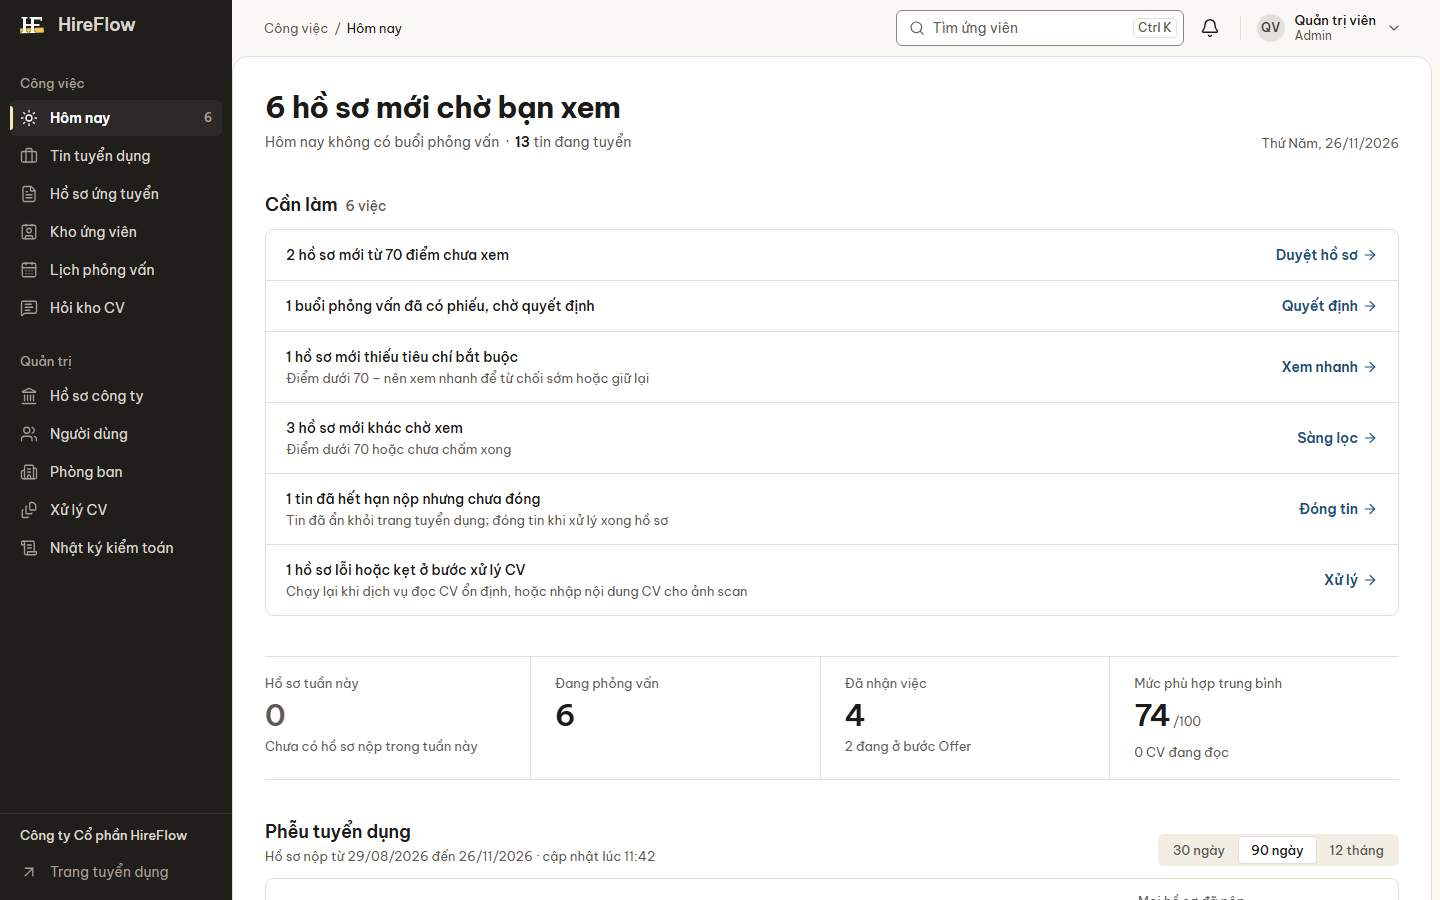 HF HireFlow
Công việc / Hôm nay
Tìm ứng viên Ctrl K
QV Quản trị viên
Admin
Công việc
Hôm nay 6
Tin tuyển dụng
Hồ sơ ứng tuyển
Kho ứng viên
Lịch phỏng vấn
Hỏi kho CV
Quản trị
Hồ sơ công ty
Người dùng
Phòng ban
Xử lý CV
Nhật ký kiểm toán
Công ty Cổ phần HireFlow
Trang tuyển dụng
6 hồ sơ mới chờ bạn xem
Hôm nay không có buổi phỏng vấn · 13 tin đang tuyển
Thứ Năm, 26/11/2026
Cần làm 6 việc
2 hồ sơ mới từ 70 điểm chưa xem
Duyệt hồ sơ →
1 buổi phỏng vấn đã có phiếu, chờ quyết định
Quyết định →
1 hồ sơ mới thiếu tiêu chí bắt buộc
Điểm dưới 70 – nên xem nhanh để từ chối sớm hoặc giữ lại
Xem nhanh →
3 hồ sơ mới khác chờ xem
Điểm dưới 70 hoặc chưa chấm xong
Sàng lọc →
1 tin đã hết hạn nộp nhưng chưa đóng
Tin đã ẩn khỏi trang tuyển dụng; đóng tin khi xử lý xong hồ sơ
Đóng tin →
1 hồ sơ lỗi hoặc kẹt ở bước xử lý CV
Chạy lại khi dịch vụ đọc CV ổn định, hoặc nhập nội dung CV cho ảnh scan
Xử lý →
Hồ sơ tuần này
0
Chưa có hồ sơ nộp trong tuần này
Đang phỏng vấn
6
Đã nhận việc
4
2 đang ở bước Offer
Mức phù hợp trung bình
74 /100
0 CV đang đọc
Phễu tuyển dụng
Hồ sơ nộp từ 29/08/2026 đến 26/11/2026 · cập nhật lúc 11:42
30 ngày 90 ngày 12 tháng